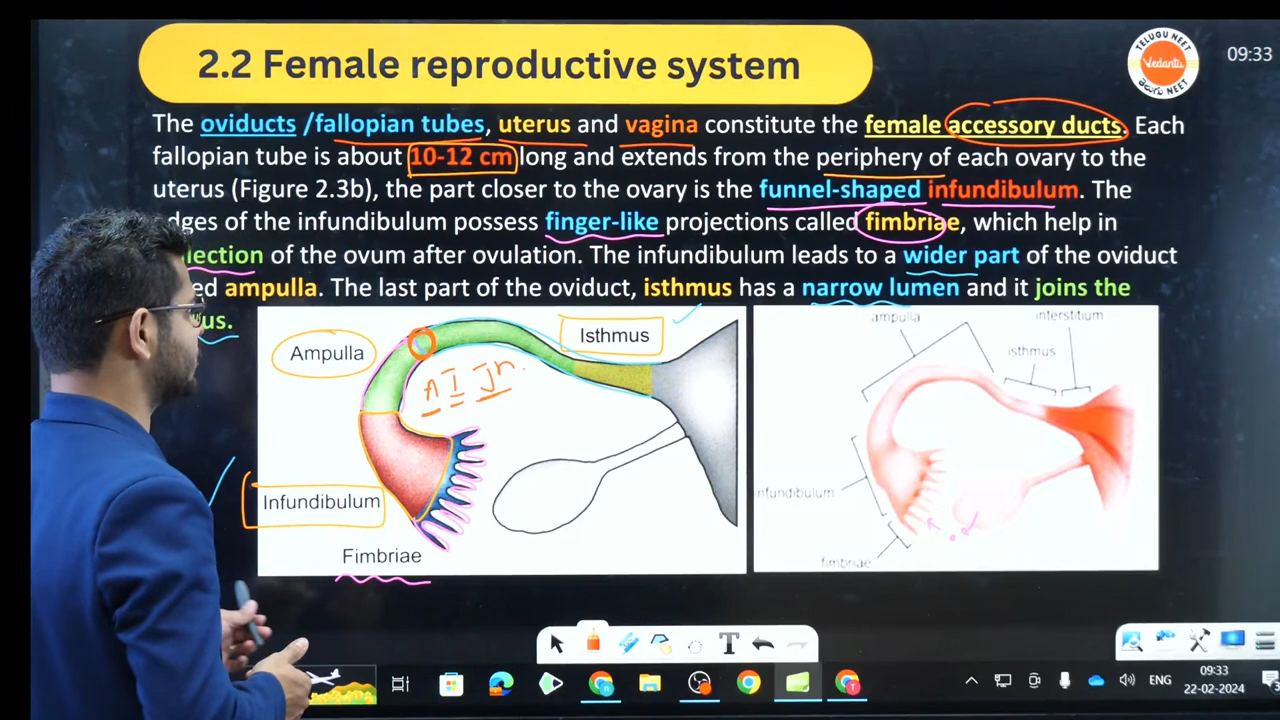 2.2 Female reproductive system
TELUGU NEET
Vedantu
తెలుగు NEET
09:33
The oviducts /fallopian tubes, uterus and vagina constitute the female accessory ducts. Each
fallopian tube is about 10-12 cm long and extends from the periphery of each ovary to the
uterus (Figure 2.3b), the part closer to the ovary is the funnel-shaped infundibulum. The
dges of the infundibulum possess finger-like projections called fimbriae, which help in
lection of the ovum after ovulation. The infundibulum leads to a wider part of the oviduct
ed ampulla. The last part of the oviduct, isthmus has a narrow lumen and it joins the
us.
Ampulla
Isthmus
A I Jn.
Infundibulum
Fimbriae
ampulla
interstitium
isthmus
infundibulum
fimbriae
T
ENG
09:33
22-02-2024